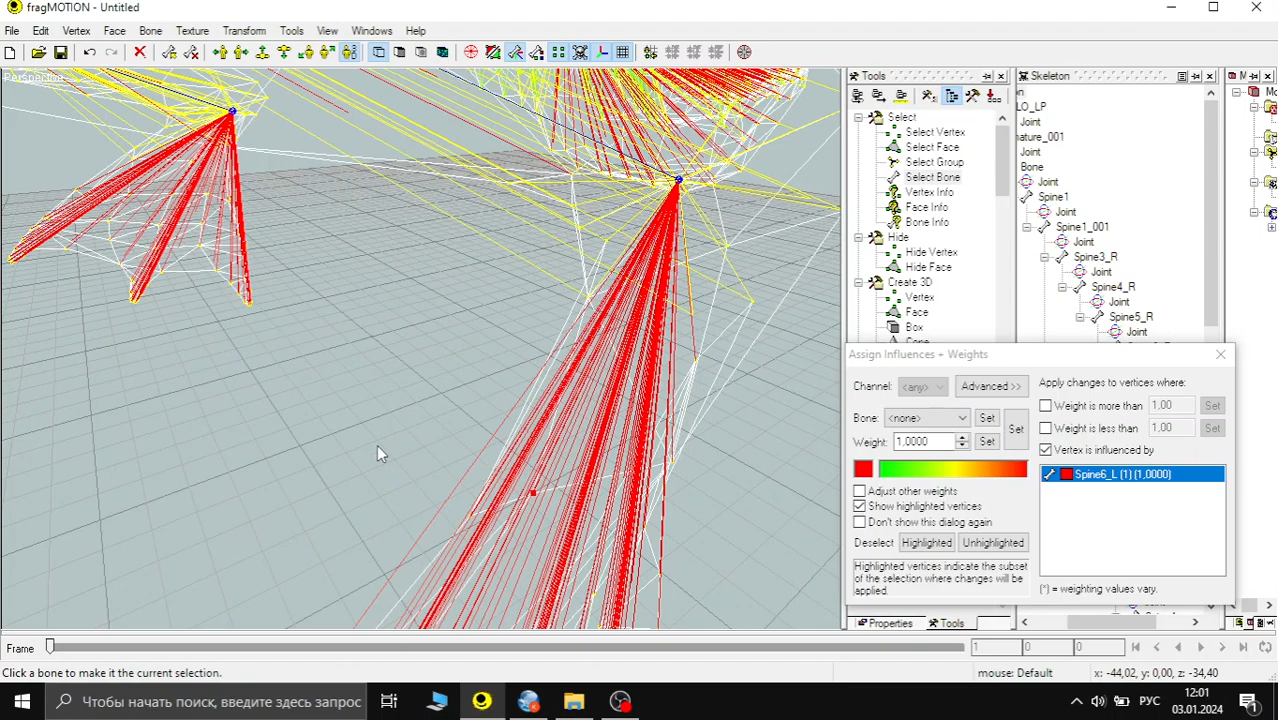 fragMOTION - Untitled
File Edit Vertex Face Bone Texture Transform Tools View Windows Help
Perspective
Tools
Skeleton
M
Select
Select Vertex
Select Face
Select Group
Select Bone
Vertex Info
Face Info
Bone Info
Hide
Hide Vertex
Hide Face
Create 3D
Vertex
Face
Box
LO_LP
Joint
nature_001
Joint
Bone
Joint
Spine1
Joint
Spine1_001
Joint
Spine3_R
Joint
Spine4_R
Joint
Spine5_R
Joint
Mo
Assign Influences + Weights
Channel: <any> Advanced >>
Bone: <none> Set Set
Weight: 1,0000 Set
Adjust other weights
Show highlighted vertices
Don't show this dialog again
Deselect Highlighted Unhighlighted
Highlighted vertices indicate the subset
of the selection where changes will be
applied.
Apply changes to vertices where:
Weight is more than 1,00 Set
Weight is less than 1,00 Set
Vertex is influenced by
Spine6_L (1) (1,0000)
(*) = weighting values vary.
Properties Tools
Frame 1 0 0
Click a bone to make it the current selection.
mouse: Default
x: -44,02, y: 0,00, z: -34,40
Чтобы начать поиск, введите здесь запрос
РУС
12:01
03.01.2024
1